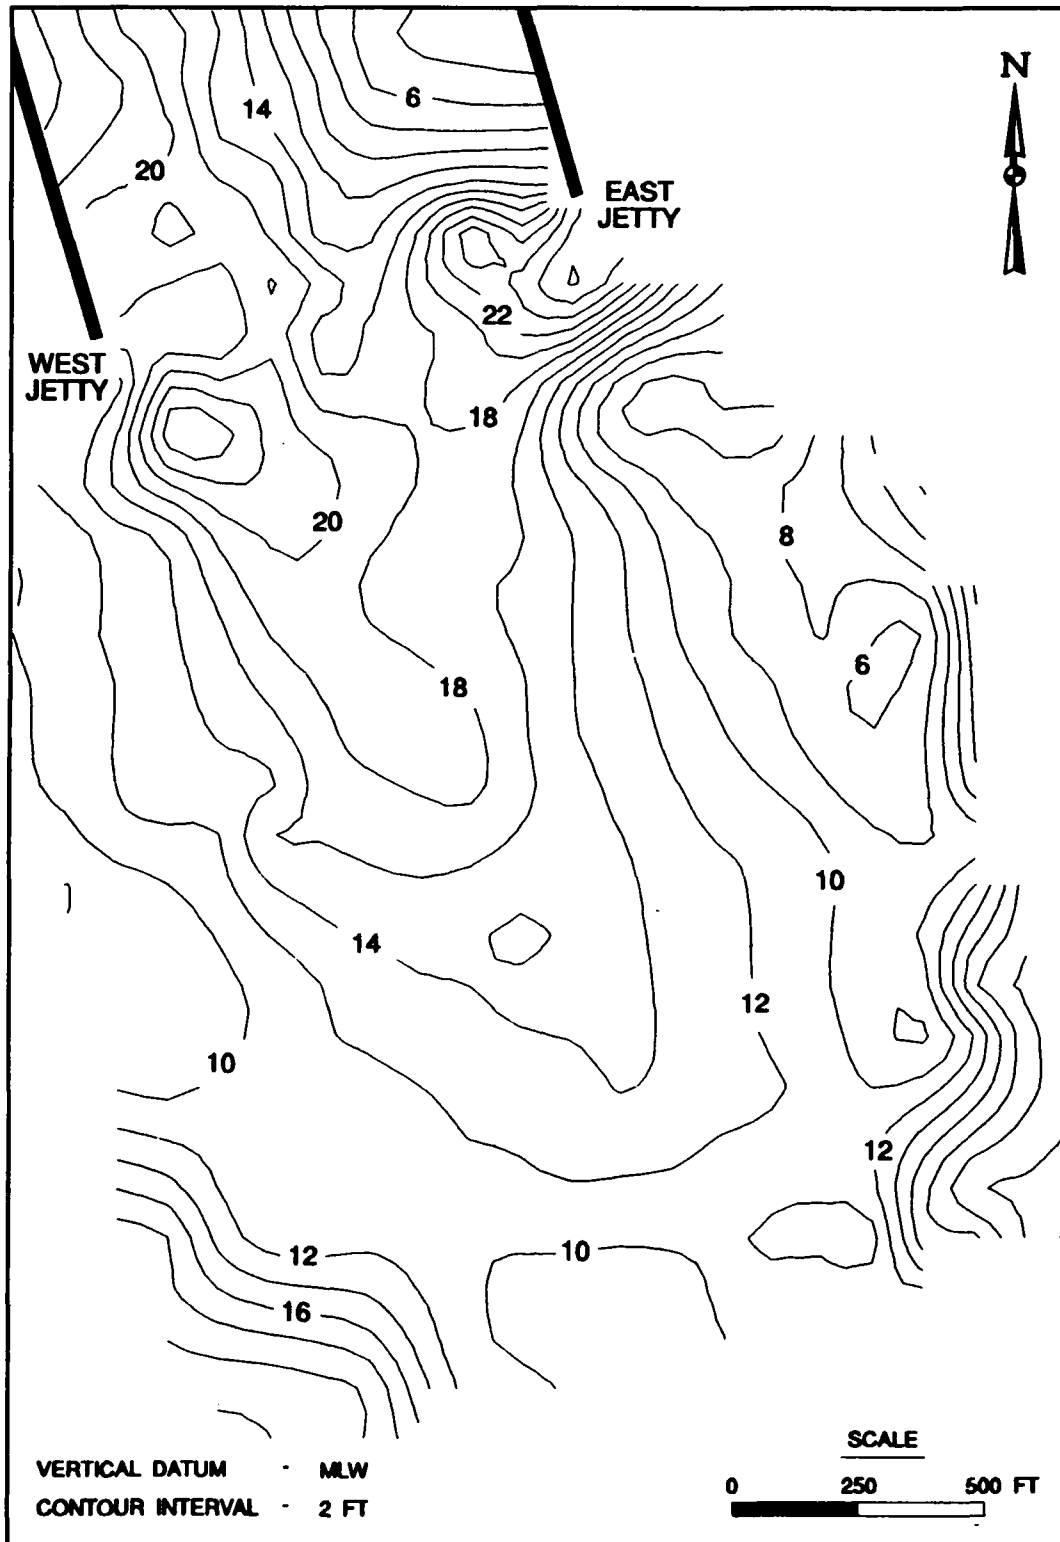 6
14
N
20
EAST
JETTY
22
WEST
JETTY
18
20
8
6
18
10
14
12
10
12
10
12
16
SCALE
VERTICAL DATUM - MLW
0 250 500 FT
CONTOUR INTERVAL - 2 FT